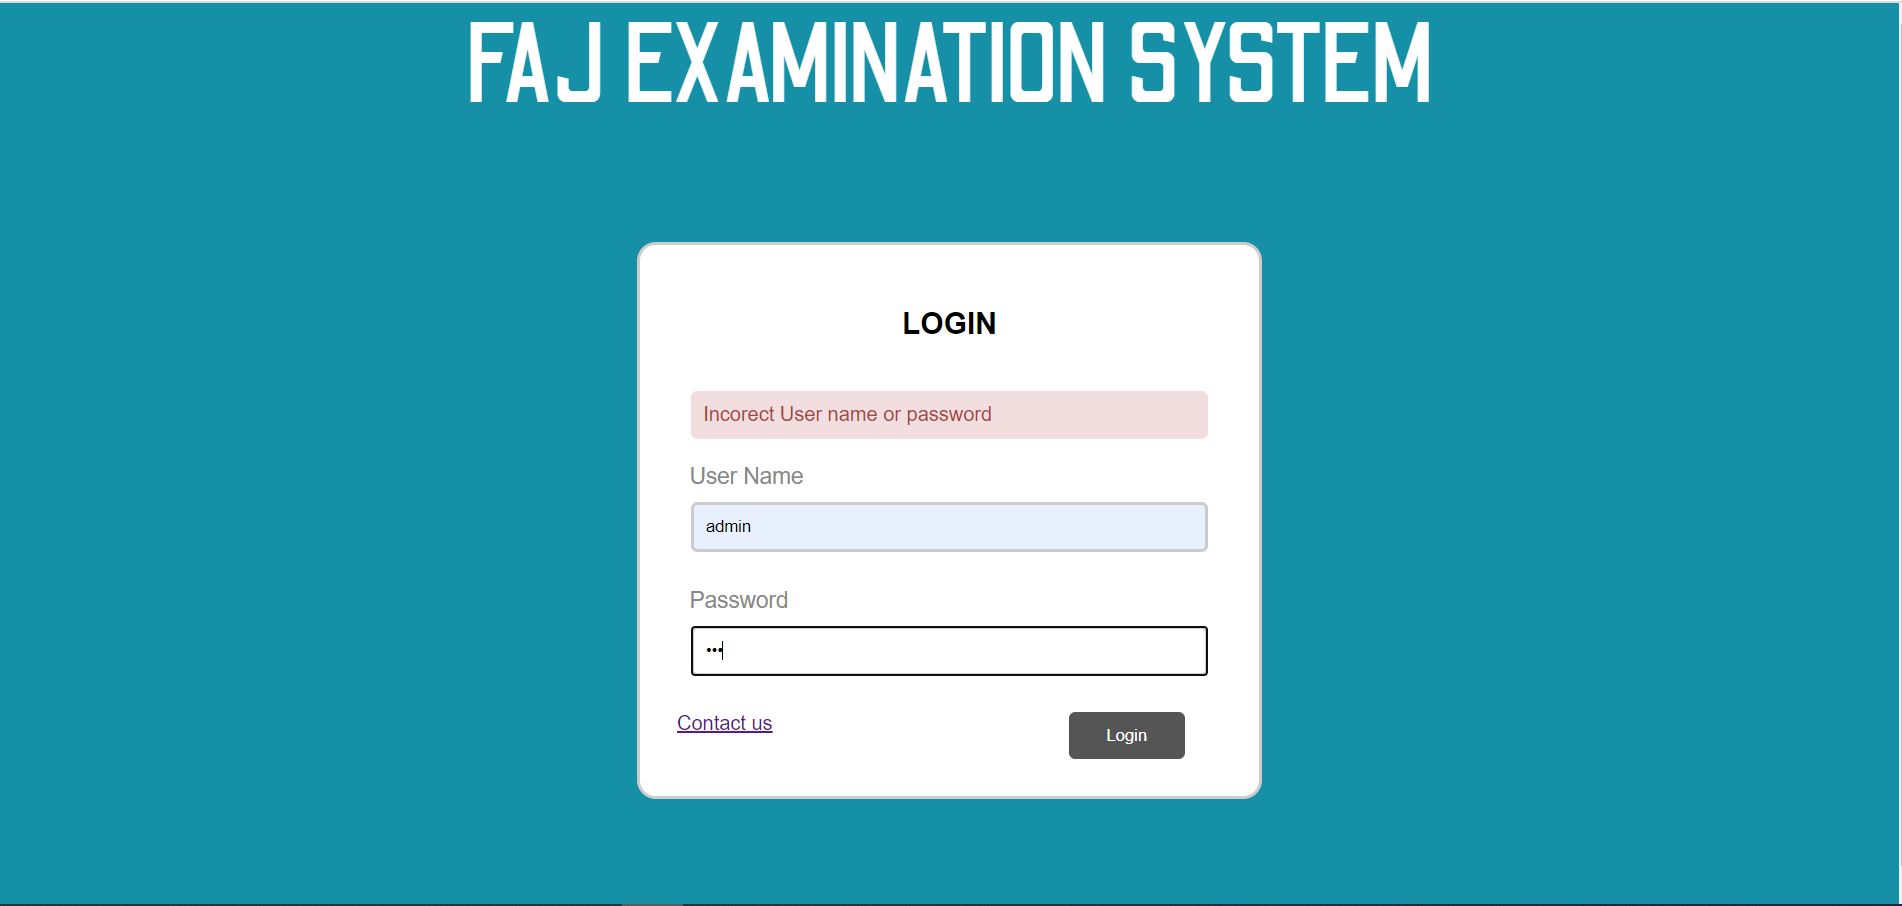 FAJ EXAMINATION SYSTEM
LOGIN
Incorect User name or password
User Name
admin
Password
•••
Contact us
Login